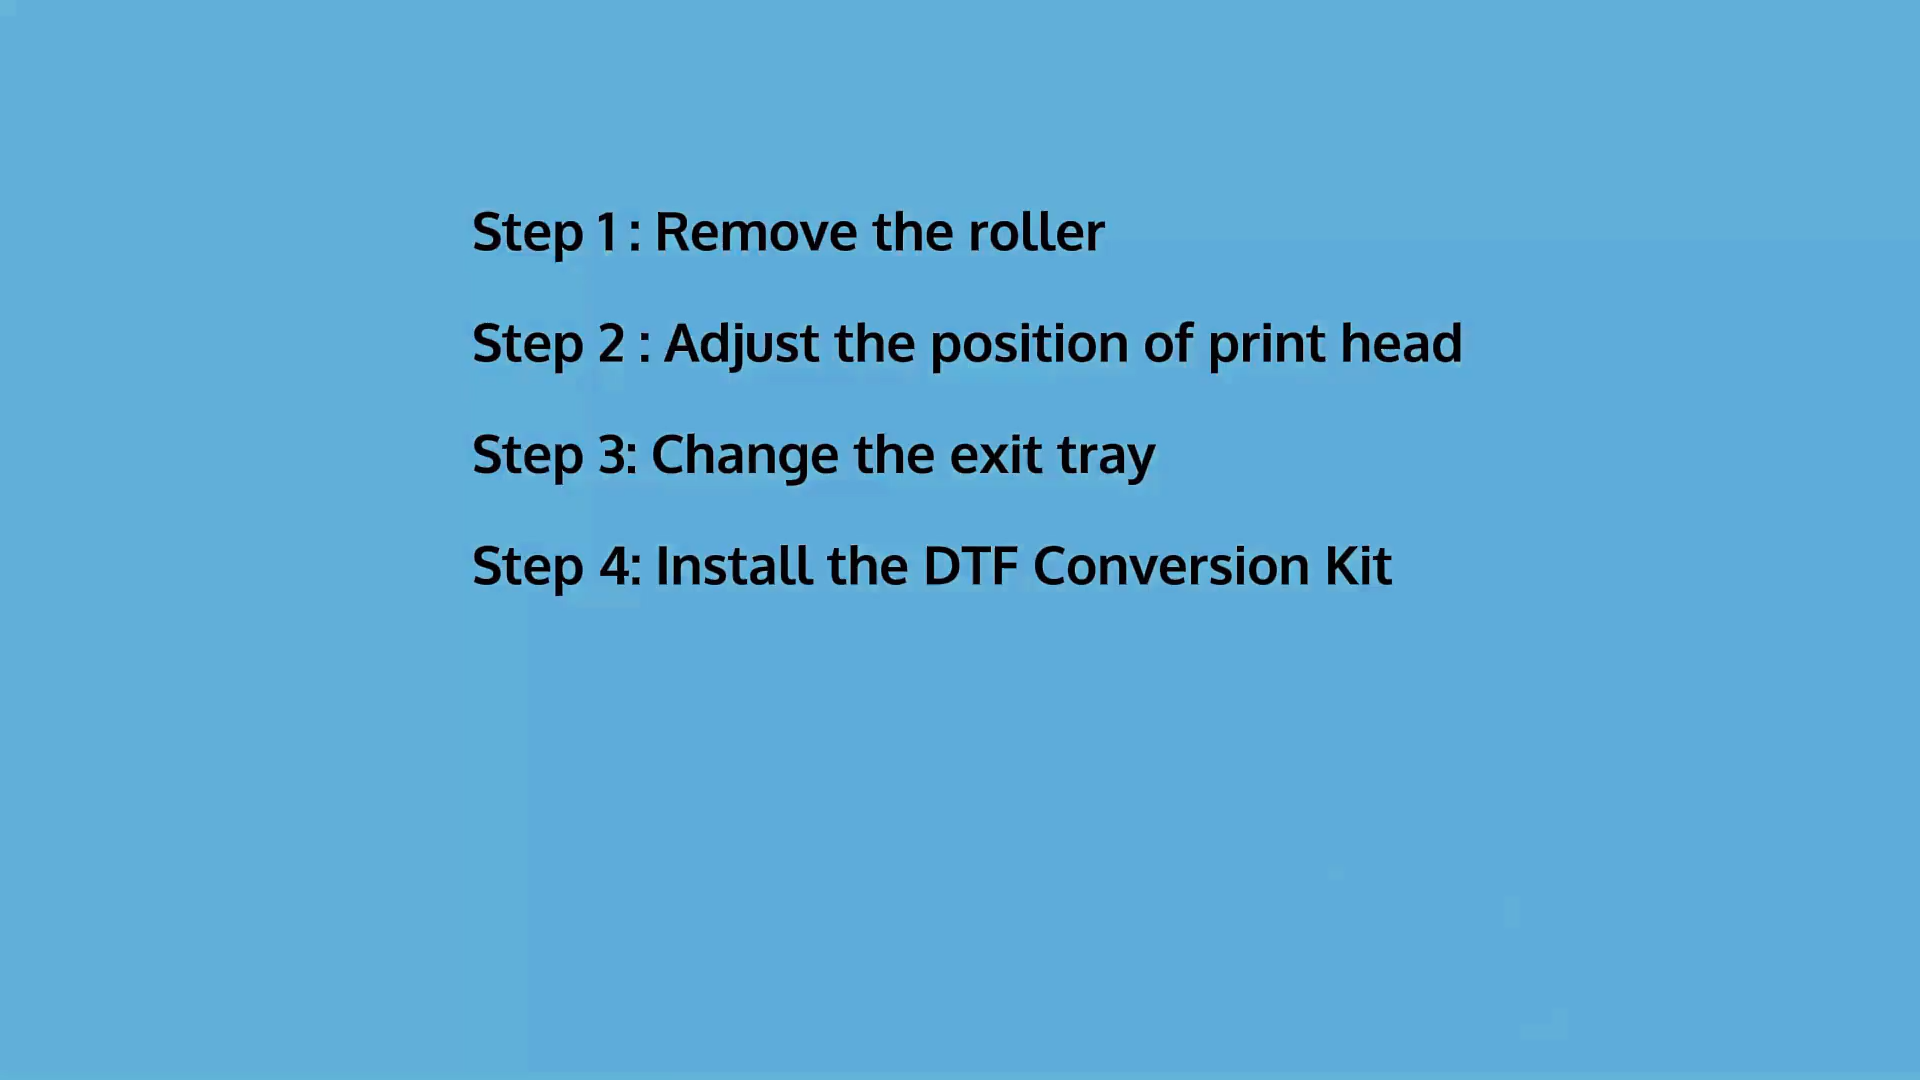 Step 1 : Remove the roller
Step 2 : Adjust the position of print head
Step 3: Change the exit tray
Step 4: Install the DTF Conversion Kit